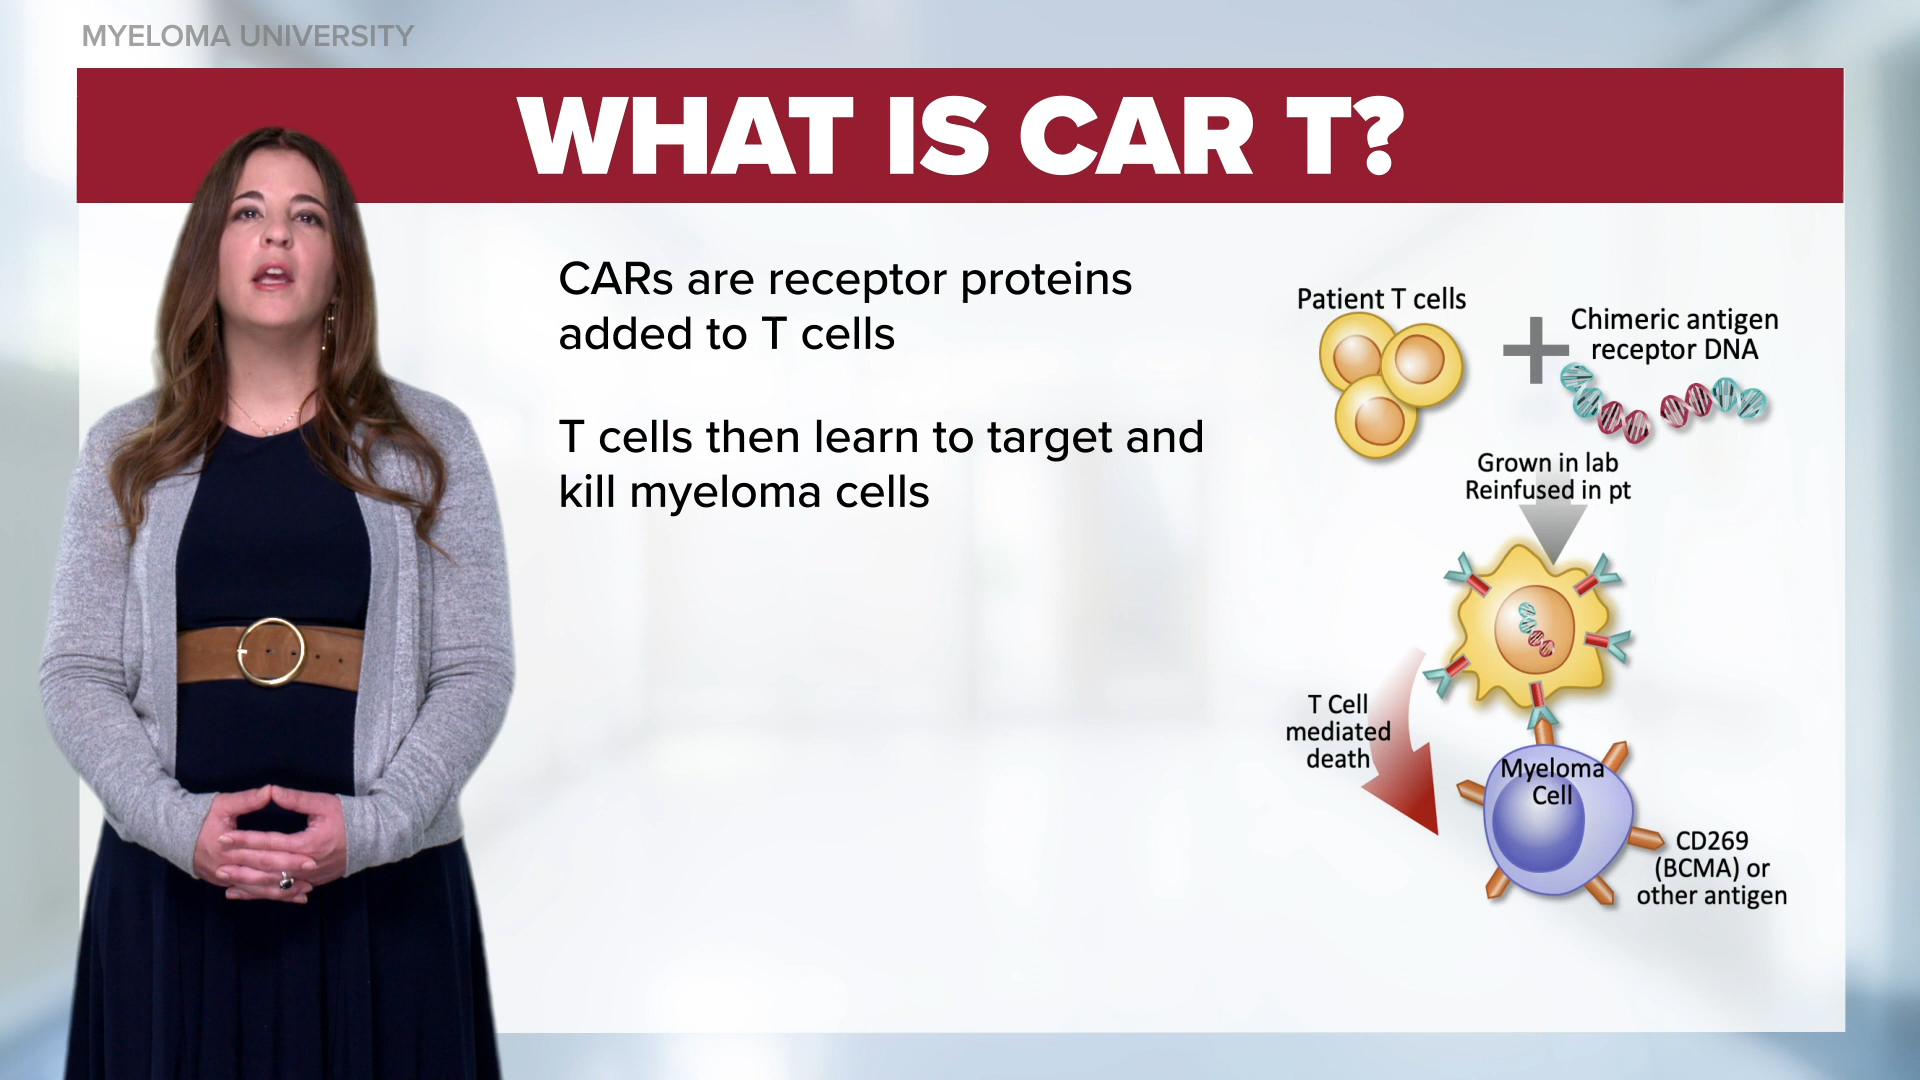 MYELOMA UNIVERSITY
WHAT IS CAR T?
CARs are receptor proteins
added to T cells
T cells then learn to target and
kill myeloma cells
Patient T cells
Chimeric antigen
receptor DNA
Grown in lab
Reinfused in pt
T Cell
mediated
death
Myeloma
Cell
CD269
(BCMA) or
other antigen